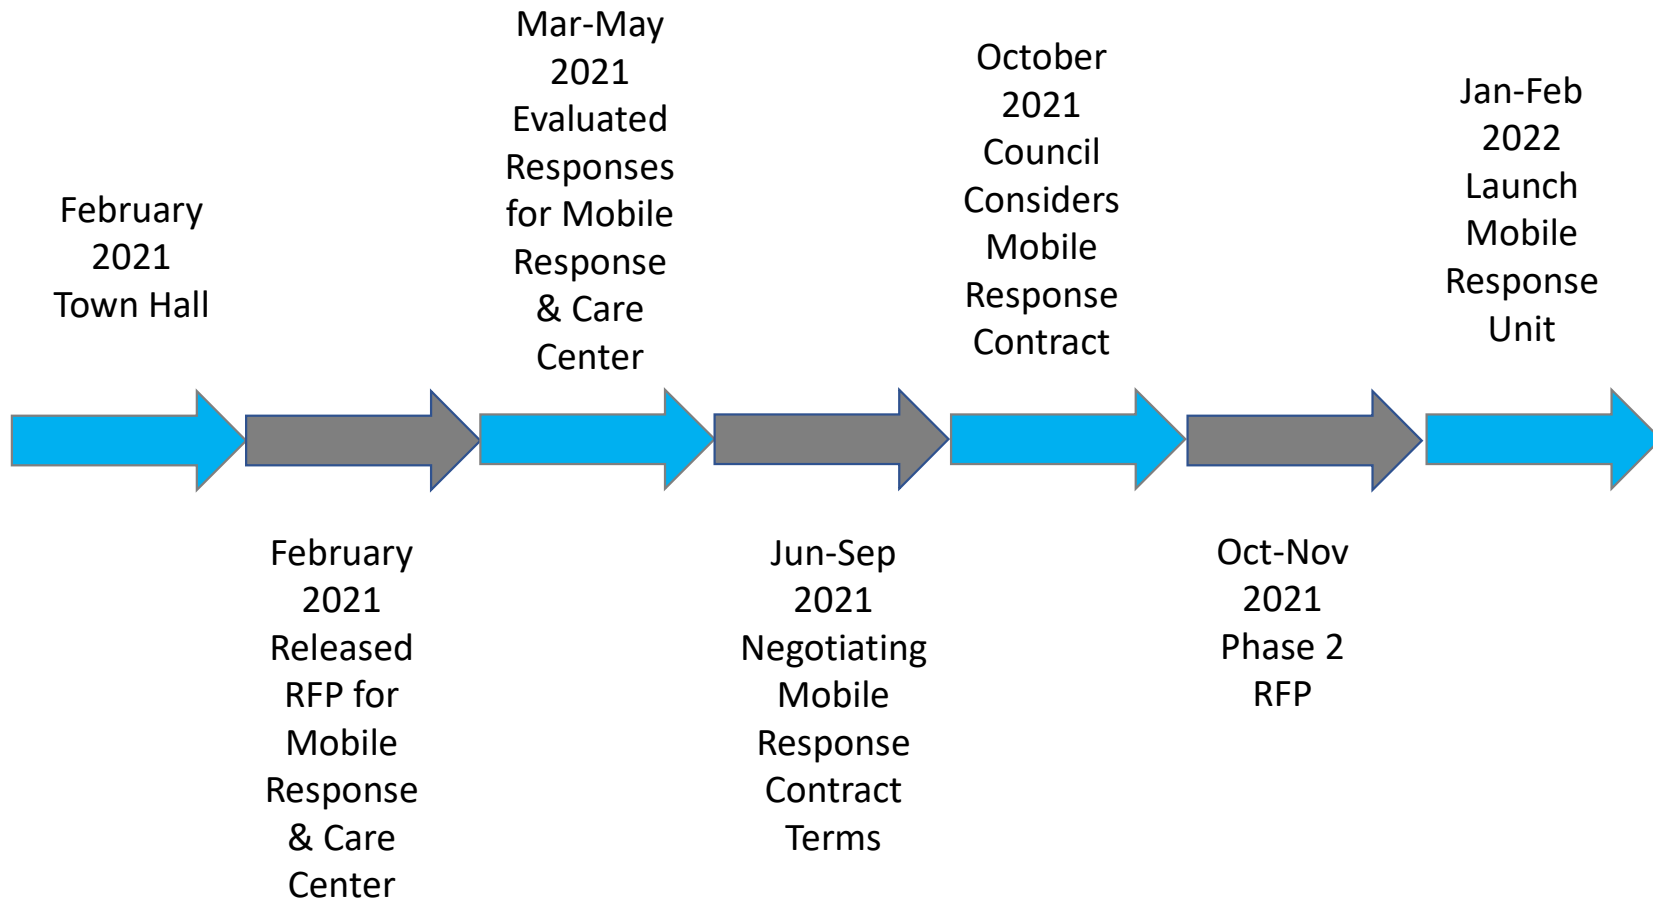 February
2021
Town Hall
February
2021
Released
RFP for
Mobile
Response
& Care
Center
Mar-May
2021
Evaluated
Responses
for Mobile
Response
& Care
Center
Jun-Sep
2021
Negotiating
Mobile
Response
Contract
Terms
October
2021
Council
Considers
Mobile
Response
Contract
Oct-Nov
2021
Phase 2
RFP
Jan-Feb
2022
Launch
Mobile
Response
Unit